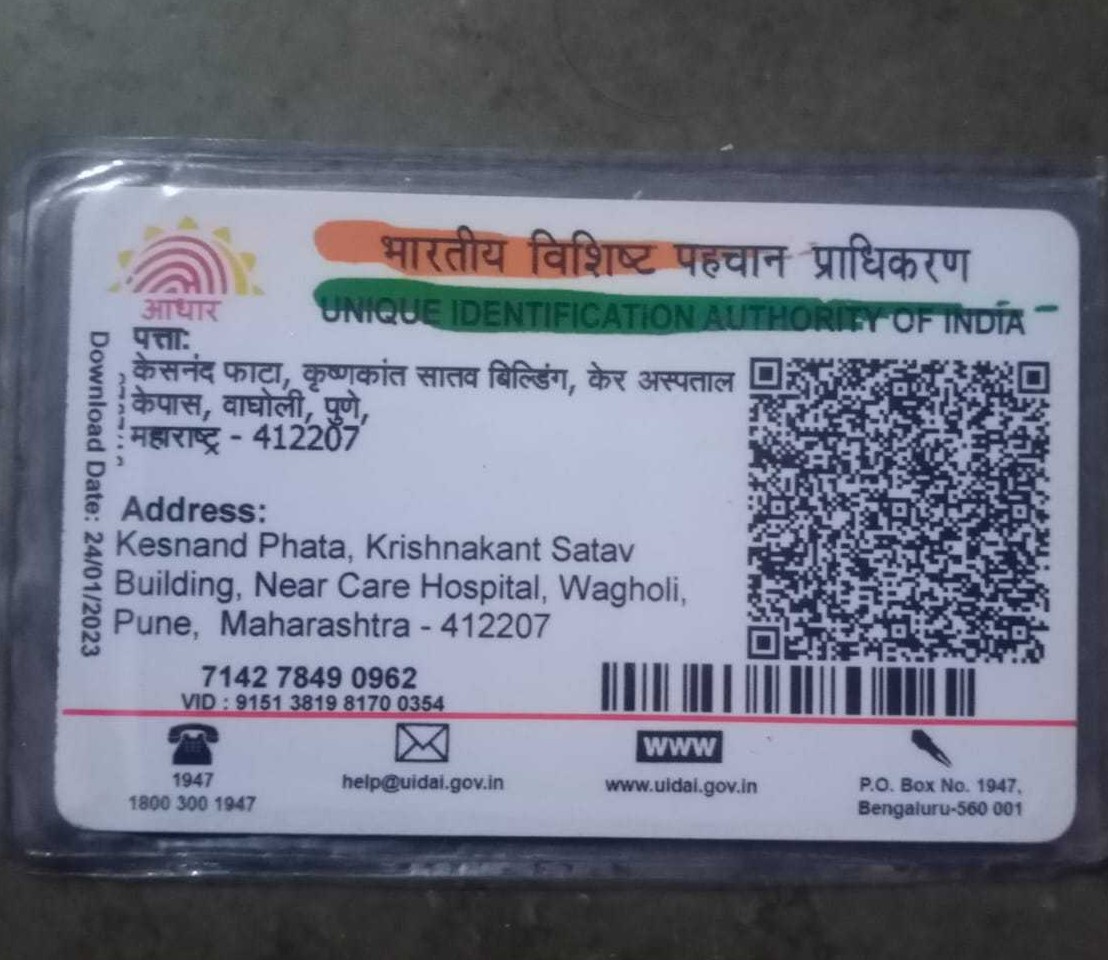 भारतीय विशिष्ट पहचान प्राधिकरण
UNIQUE IDENTIFICATION AUTHORITY OF INDIA
आधार
पत्ता:
केसनंद फाटा, कृष्णकांत सातव बिल्डिंग, केर अस्पताल
केपास, वाघोली, पुणे,
महाराष्ट्र - 412207
Address:
Kesnand Phata, Krishnakant Satav
Building, Near Care Hospital, Wagholi,
Pune, Maharashtra - 412207
Download Date: 24/01/2023
7142 7849 0962
VID : 9151 3819 8170 0354
1947
1800 300 1947
help@uidai.gov.in
WWW
www.uidai.gov.in
P.O. Box No. 1947,
Bengaluru-560 001